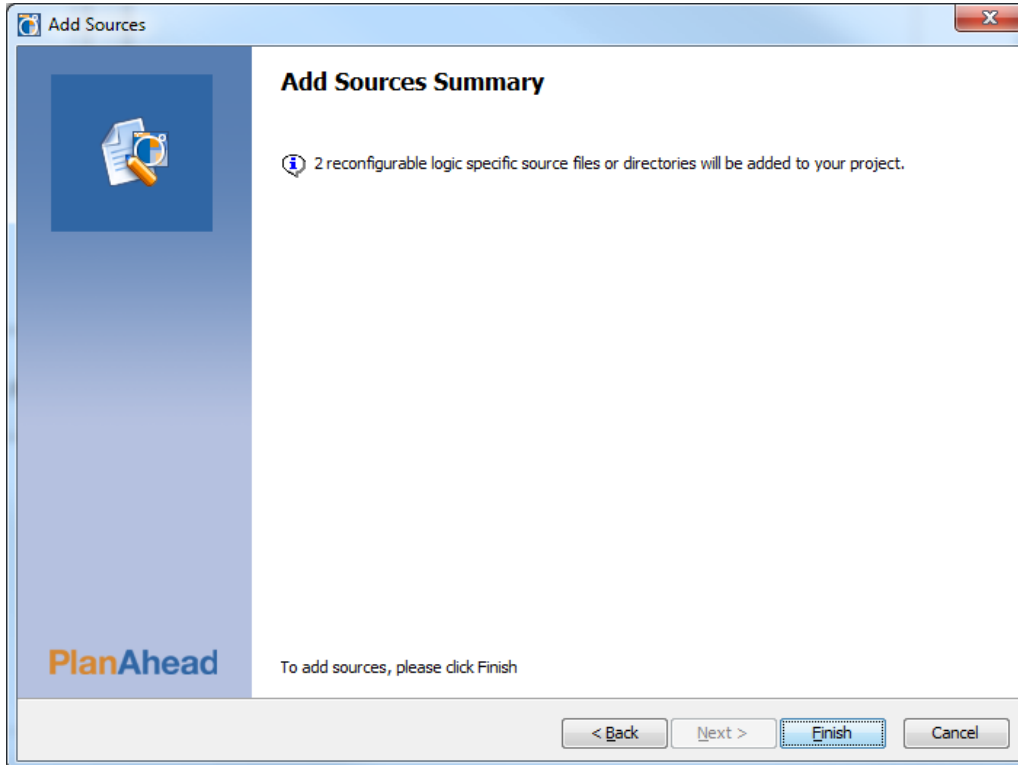 Add Sources
Add Sources Summary
2 reconfigurable logic specific source files or directories will be added to your project.
PlanAhead
To add sources, please click Finish
< Back
Next >
Finish
Cancel